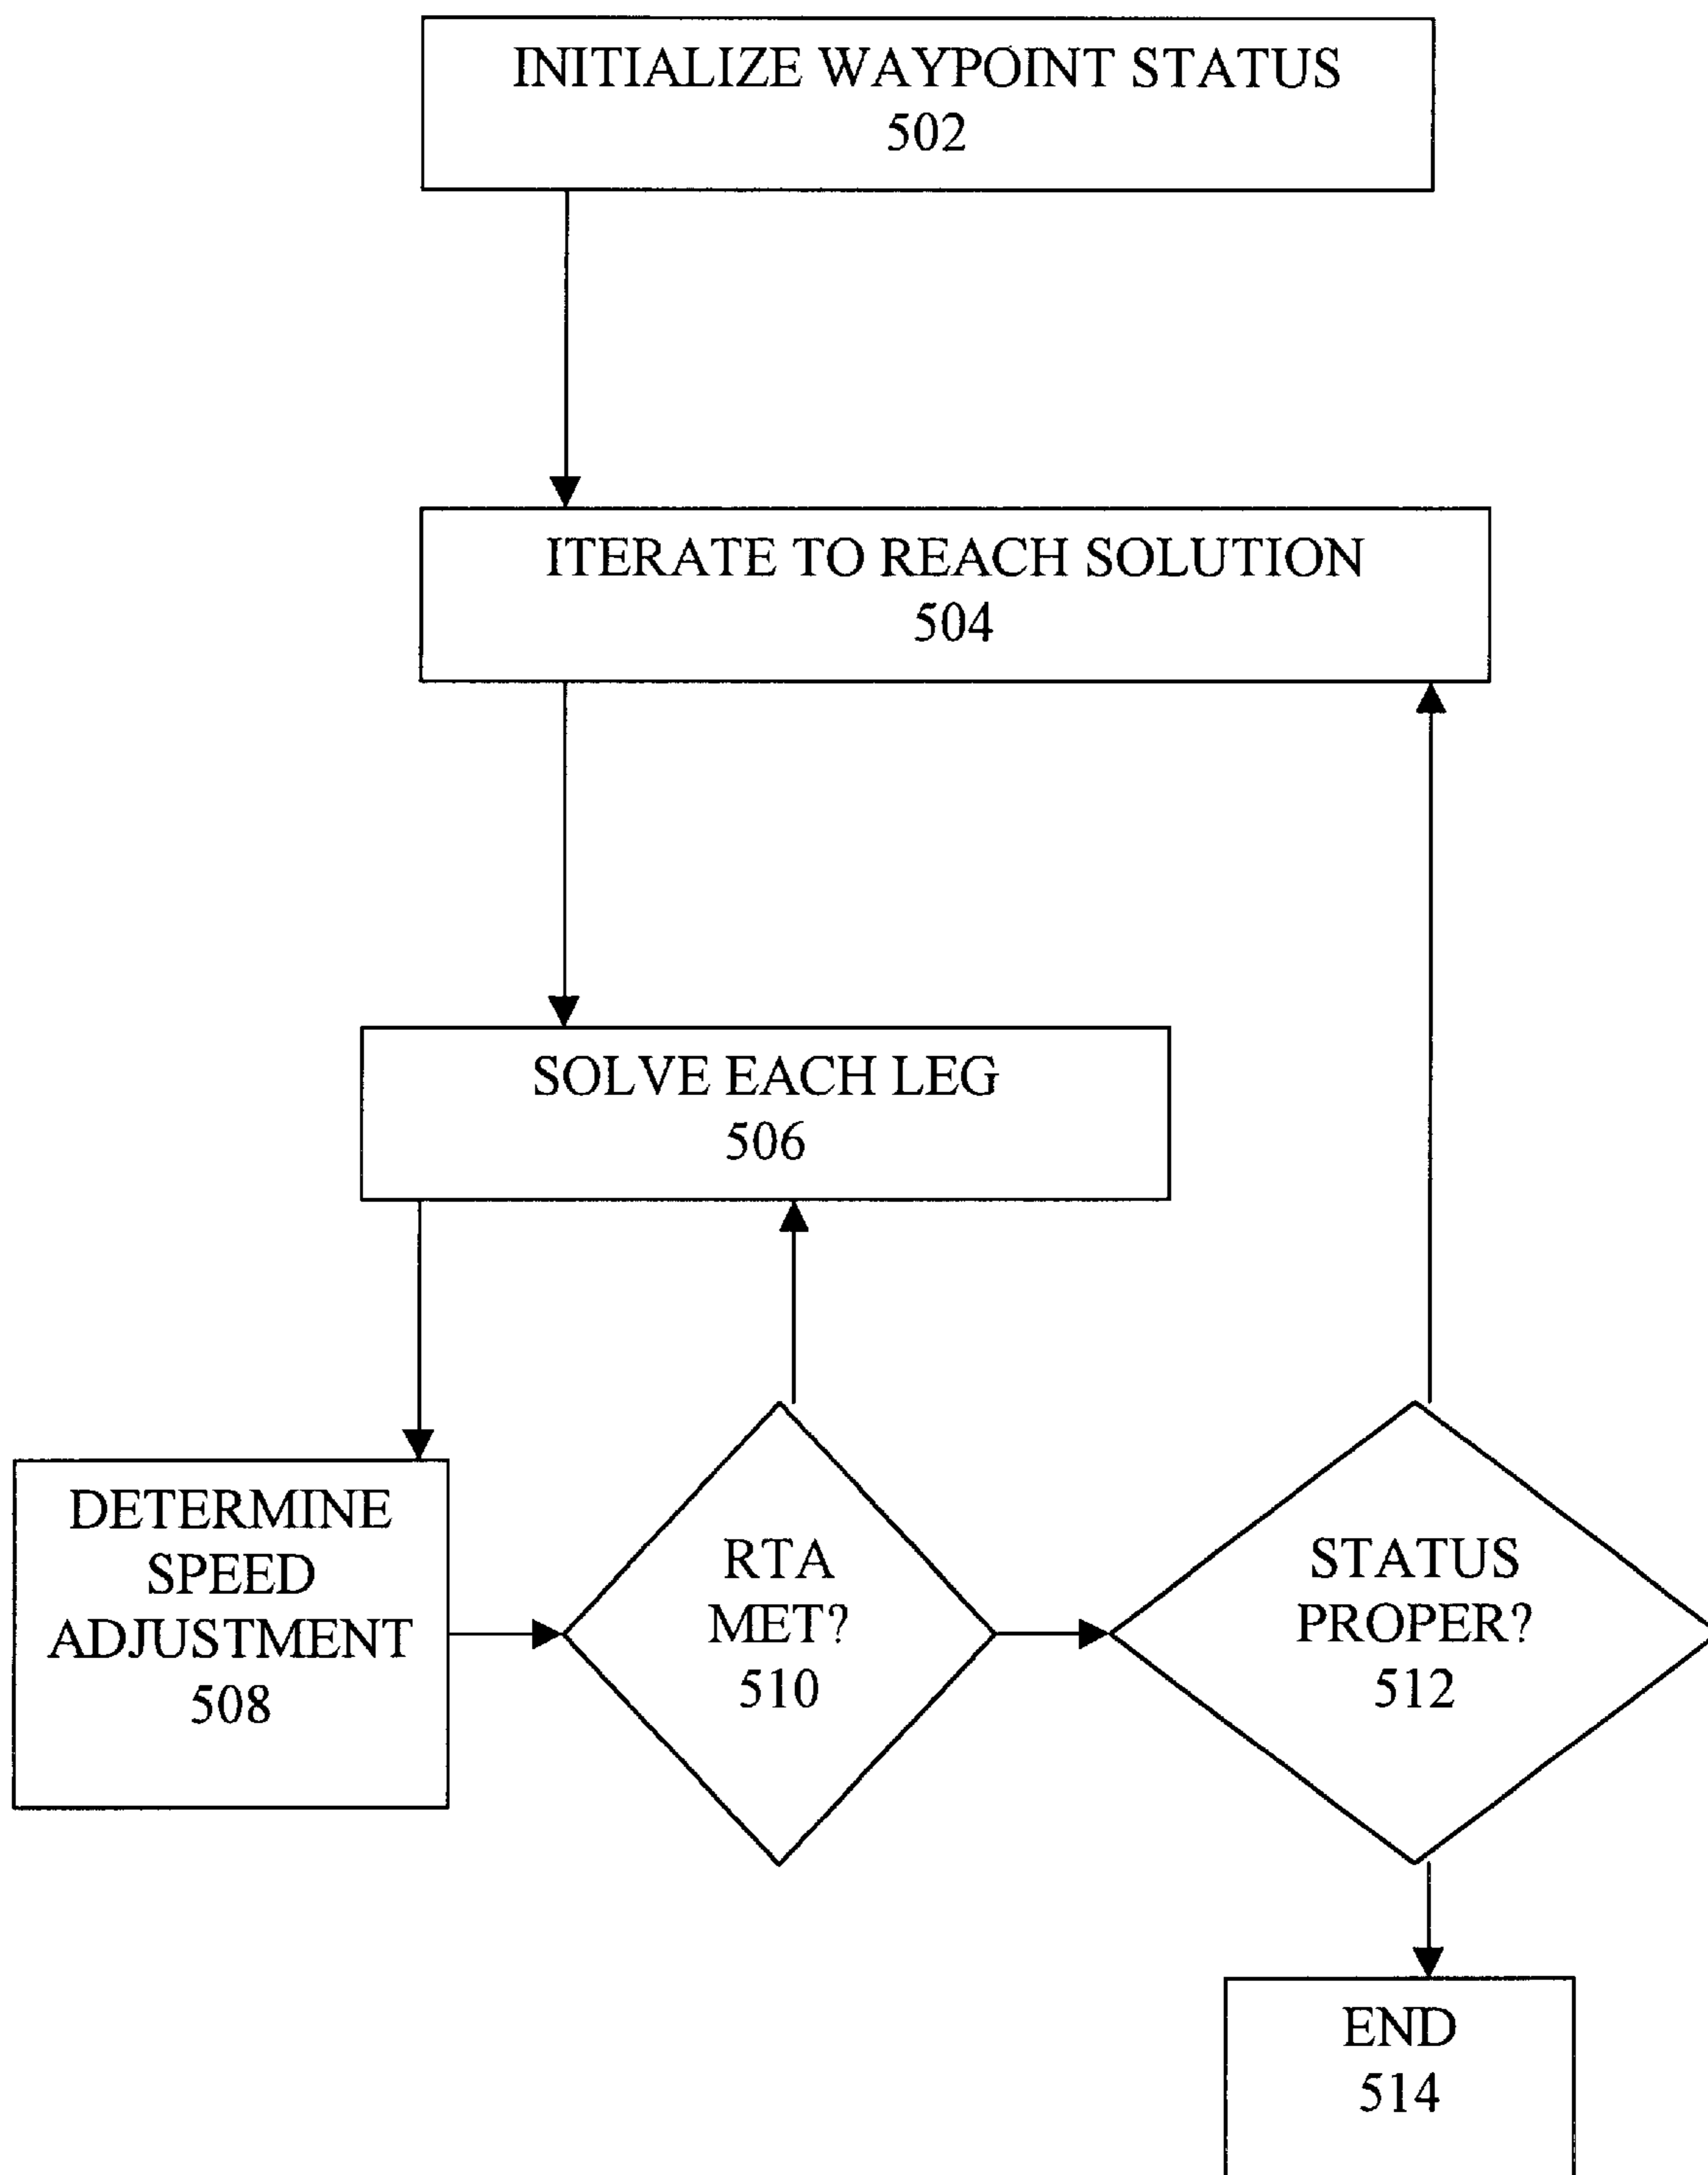 INITIALIZE WAYPOINT STATUS
502
ITERATE TO REACH SOLUTION
504
SOLVE EACH LEG
506
DETERMINE
SPEED
ADJUSTMENT
508
RTA
MET?
510
STATUS
PROPER?
512
END
514